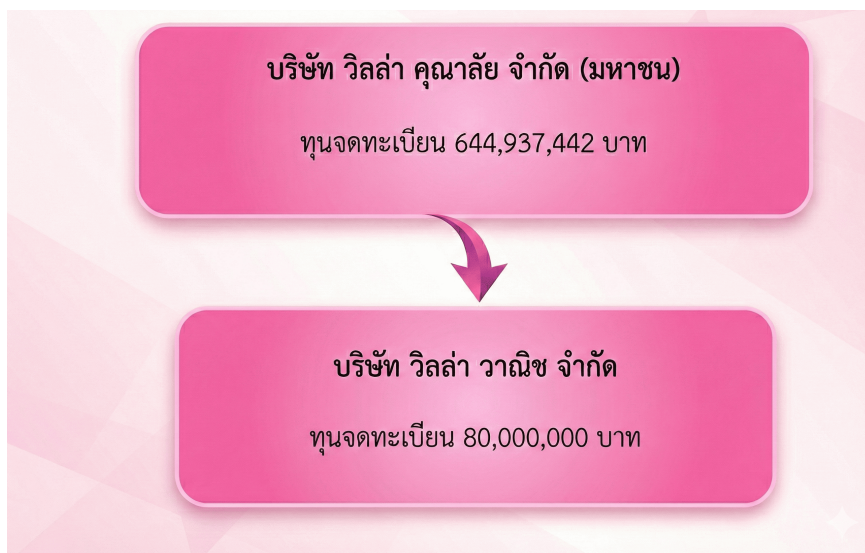 บริษัท วิลล่า คุณาลัย จำกัด (มหาชน)
ทุนจดทะเบียน 644,937,442 บาท
บริษัท วิลล่า วาณิช จำกัด
ทุนจดทะเบียน 80,000,000 บาท